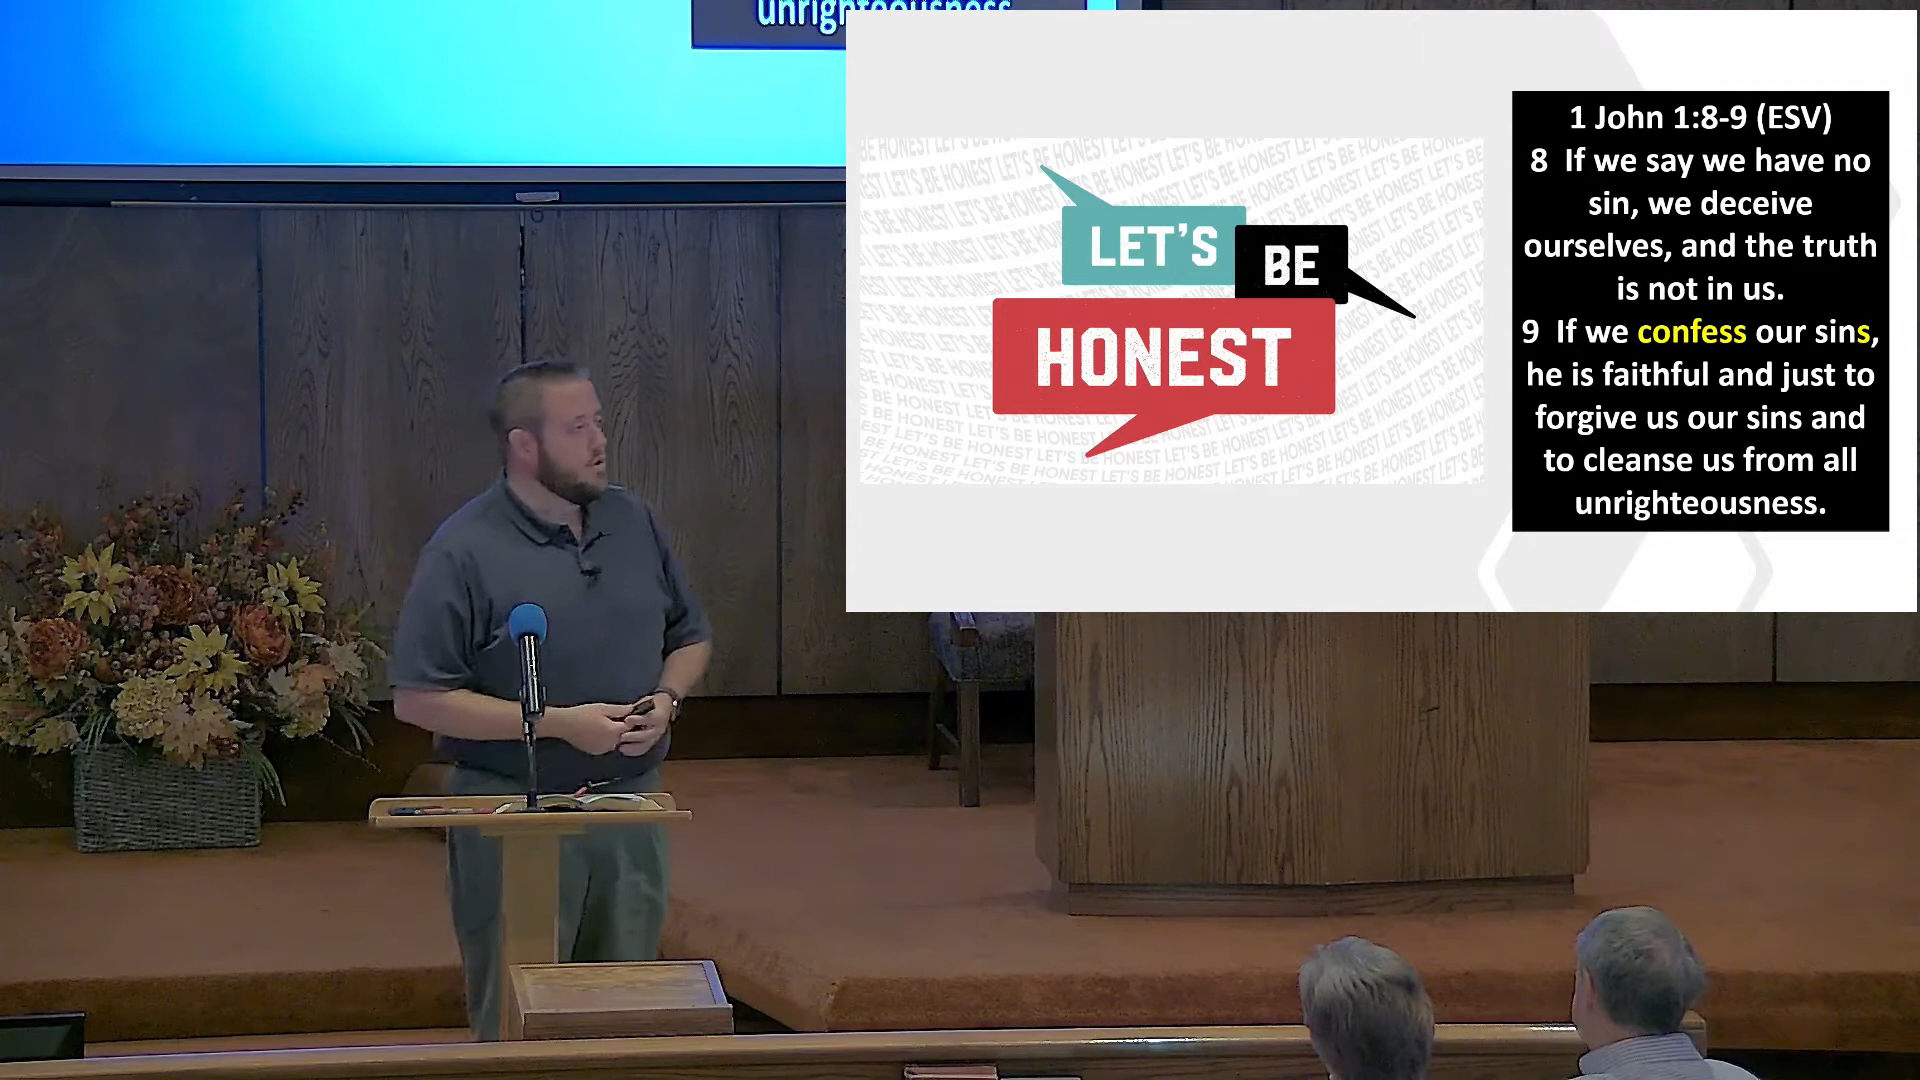 unrighteousness
LET'S
BE
HONEST
1 John 1:8-9 (ESV)
8 If we say we have no
sin, we deceive
ourselves, and the truth
is not in us.
9 If we confess our sins,
he is faithful and just to
forgive us our sins and
to cleanse us from all
unrighteousness.